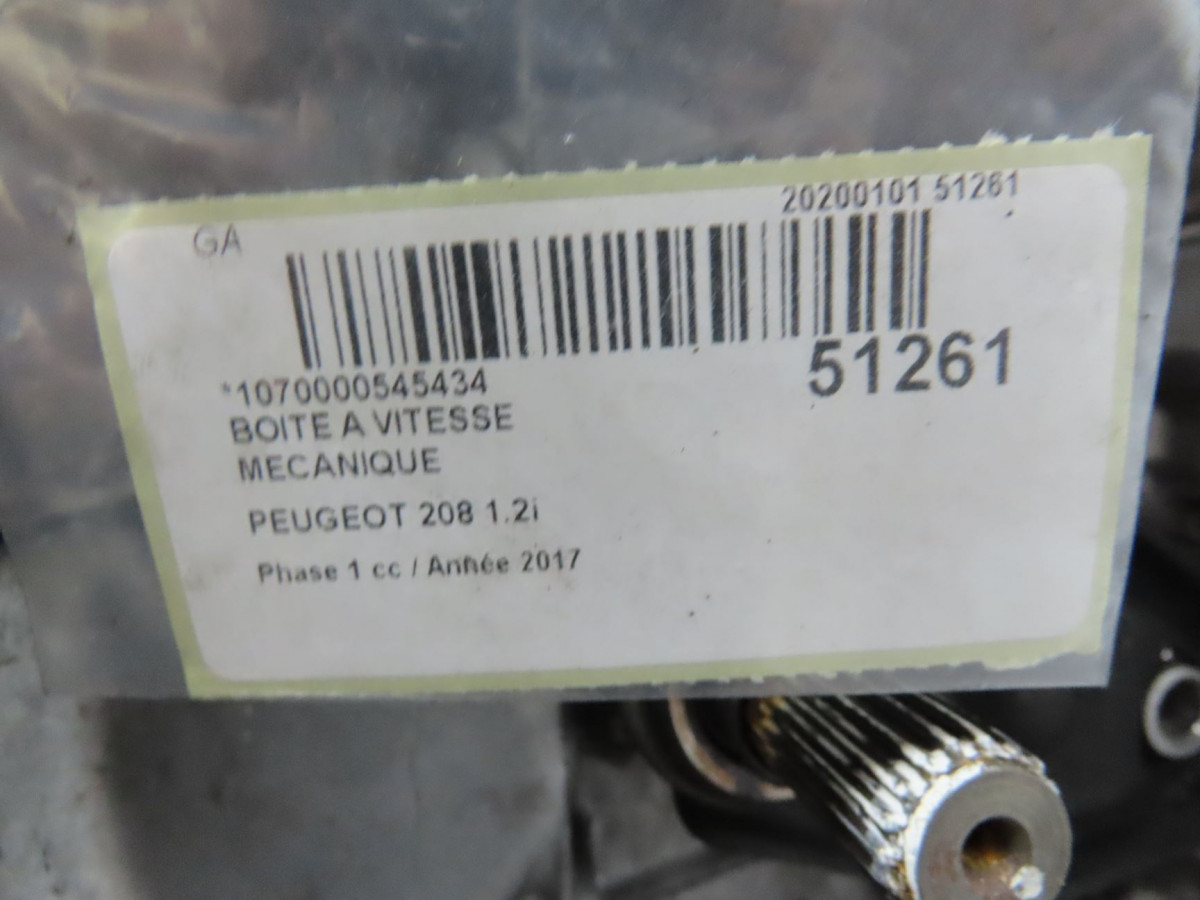 GA
20200101 51261
51261
*1070000545434
BOITE A VITESSE
MECANIQUE
PEUGEOT 208 1.2i
Phase 1 cc / Année 2017